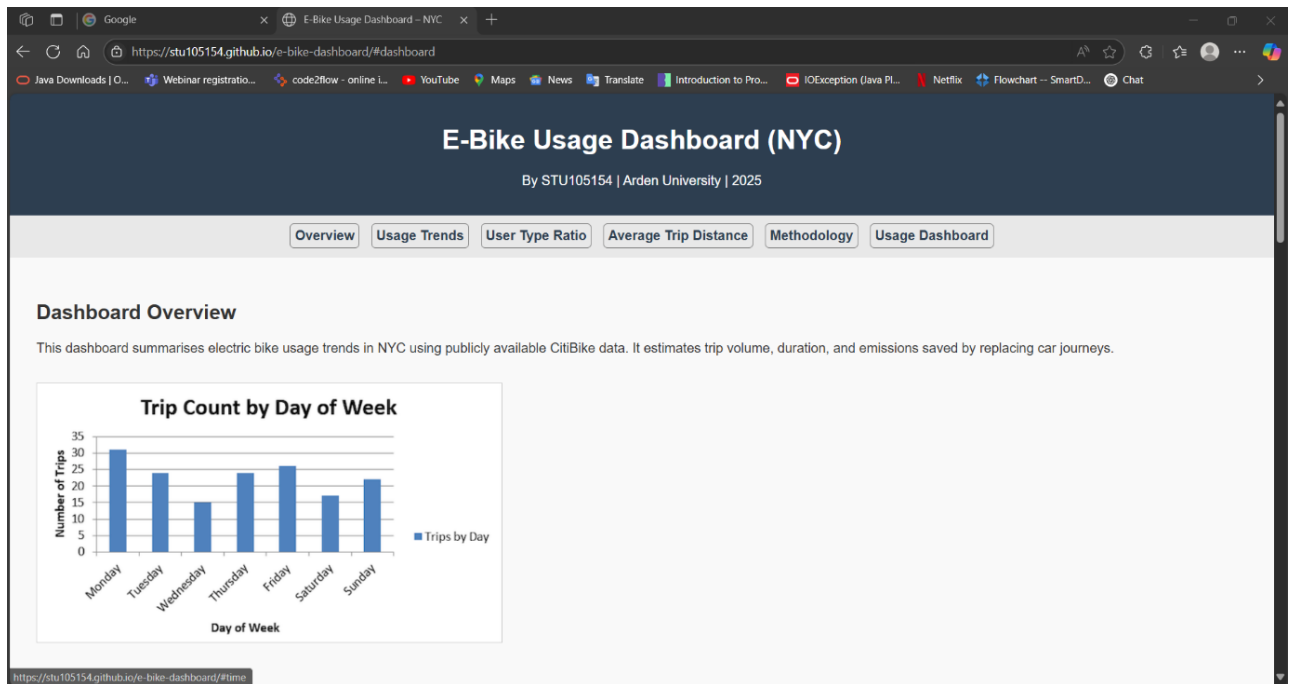 Google
E-Bike Usage Dashboard – NYC
https://stu105154.github.io/e-bike-dashboard/#dashboard
Java Downloads | O...
Webinar registratio...
code2flow - online i...
YouTube
Maps
News
Translate
Introduction to Pro...
IOException (Java Pl...
Netflix
Flowchart -- SmartD...
Chat
E-Bike Usage Dashboard (NYC)
By STU105154 | Arden University | 2025
Overview
Usage Trends
User Type Ratio
Average Trip Distance
Methodology
Usage Dashboard
Dashboard Overview
This dashboard summarises electric bike usage trends in NYC using publicly available CitiBike data. It estimates trip volume, duration, and emissions saved by replacing car journeys.
Trip Count by Day of Week
Number of Trips
35
30
25
20
15
10
5
0
Monday
Tuesday
Wednesday
Thursday
Friday
Saturday
Sunday
Trips by Day
Day of Week
https://stu105154.github.io/e-bike-dashboard/#time